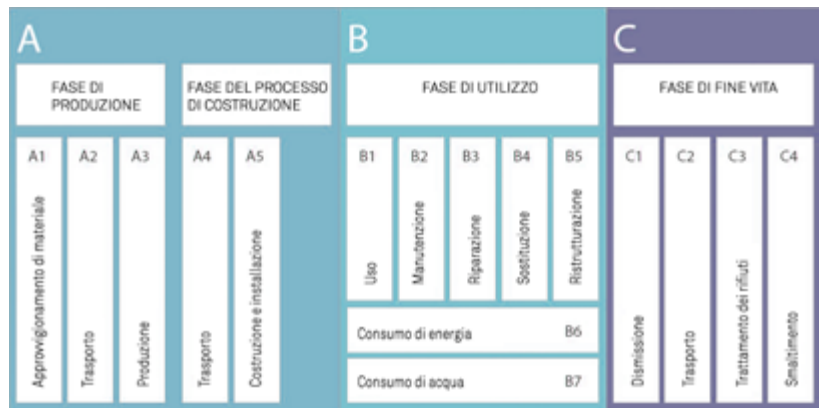 A
B
C
FASE DI
PRODUZIONE
FASE DEL PROCESSO
DI COSTRUZIONE
FASE DI UTILIZZO
FASE DI FINE VITA
A1
Approvvigionamento di materiale
A2
Trasporto
A3
Produzione
A4
Trasporto
A5
Costruzione e installazione
B1
Uso
B2
Manutenzione
B3
Riparazione
B4
Sostituzione
B5
Ristrutturazione
Consumo di energia B6
Consumo di acqua B7
C1
Dismissione
C2
Trasporto
C3
Trattamento dei rifiuti
C4
Smaltimento